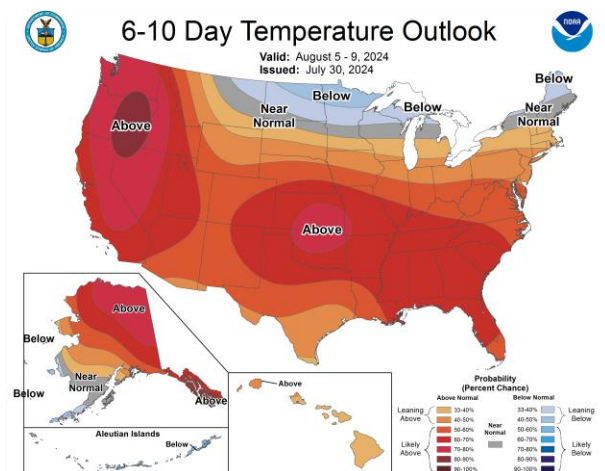 6-10 Day Temperature Outlook
Valid: August 5 - 9, 2024
Issued: July 30, 2024
NOAA
Below
Below
Near
Normal
Below
Near
Normal
Above
Above
Above
Below
Near
Normal
Below
Above
Aleutian Islands
Below
Above
Probability
(Percent Chance)
Above Normal
Below Normal
Leaning
Above
33-40%
33-40%
Leaning
Below
40-50%
40-50%
50-60%
Near
Normal
50-60%
Likely
Above
60-70%
60-70%
Likely
Below
70-80%
70-80%
80-90%
80-90%
90-100%
90-100%